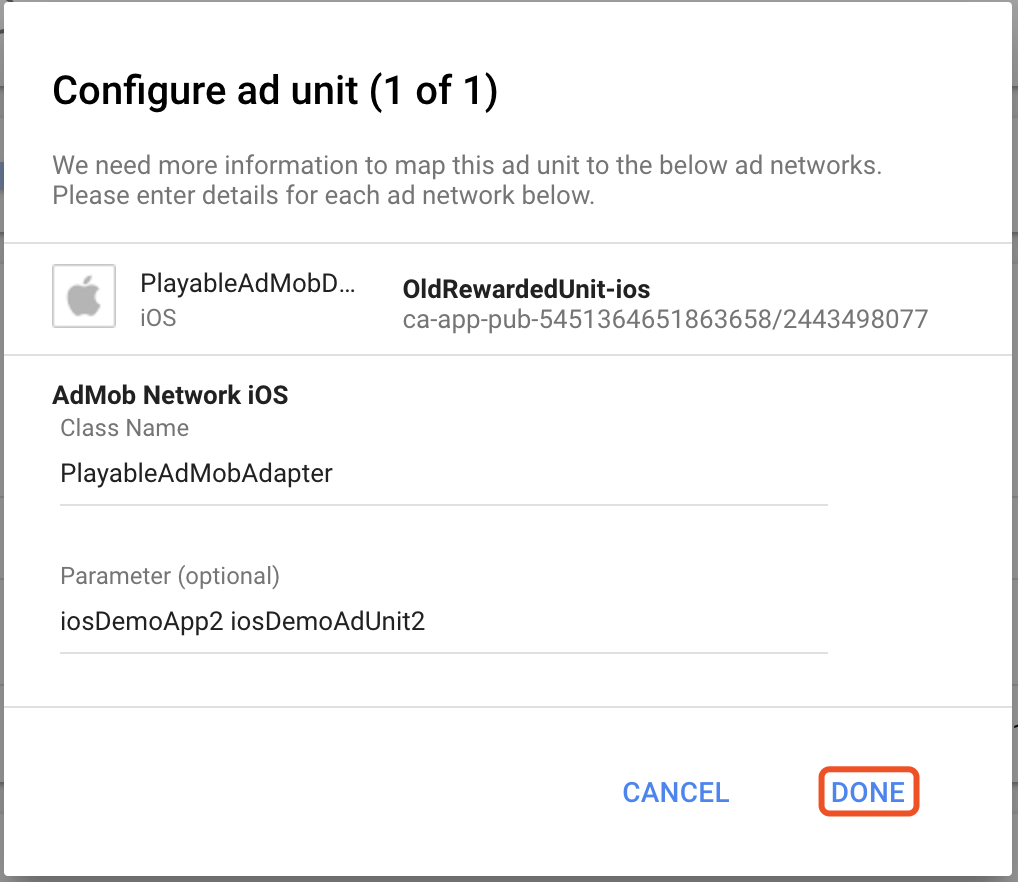 Configure ad unit (1 of 1)
We need more information to map this ad unit to the below ad networks.
Please enter details for each ad network below.
PlayableAdMobD...
iOS
OldRewardedUnit-ios
ca-app-pub-5451364651863658/2443498077
AdMob Network iOS
Class Name
PlayableAdMobAdapter
Parameter (optional)
iosDemoApp2 iosDemoAdUnit2
CANCEL
DONE